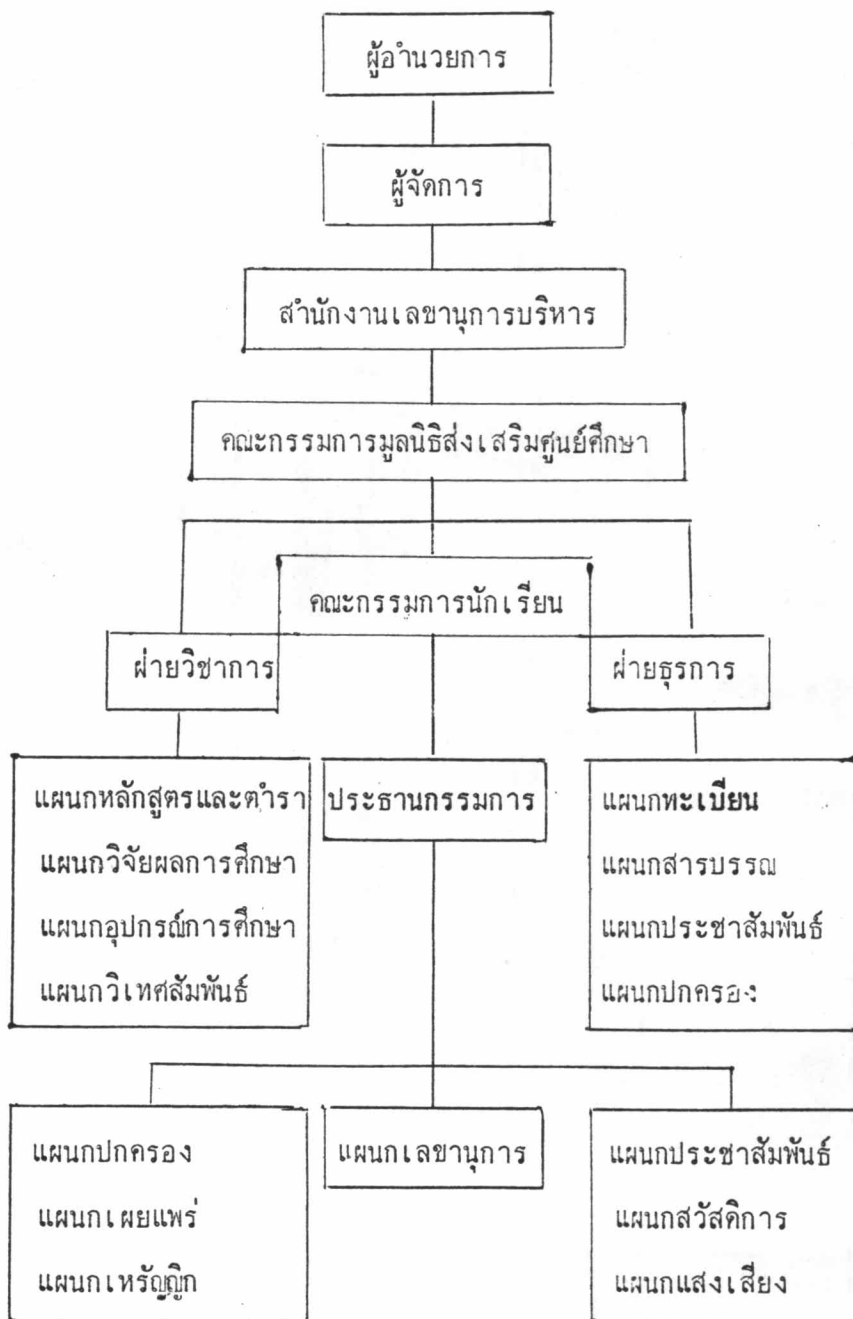 ผู้อำนวยการ
ผู้จัดการ
สำนักงานเลขานุการบริหาร
คณะกรรมการมูลนิธิส่งเสริมศูนย์ศึกษา
คณะกรรมการนักเรียน
ฝ่ายวิชาการ
ฝ่ายธุรการ
แผนกหลักสูตรและตำรา
แผนกวิจัยผลการศึกษา
แผนกอุปกรณ์การศึกษา
แผนกวิเทศสัมพันธ์
ประธานกรรมการ
แผนกทะเบียน
แผนกสารบรรณ
แผนกประชาสัมพันธ์
แผนกปกครอง
แผนกปกครอง
แผนกเผยแพร่
แผนกเหรัญญิก
แผนกเลขานุการ
แผนกประชาสัมพันธ์
แผนกสวัสดิการ
แผนกแสงเสียง